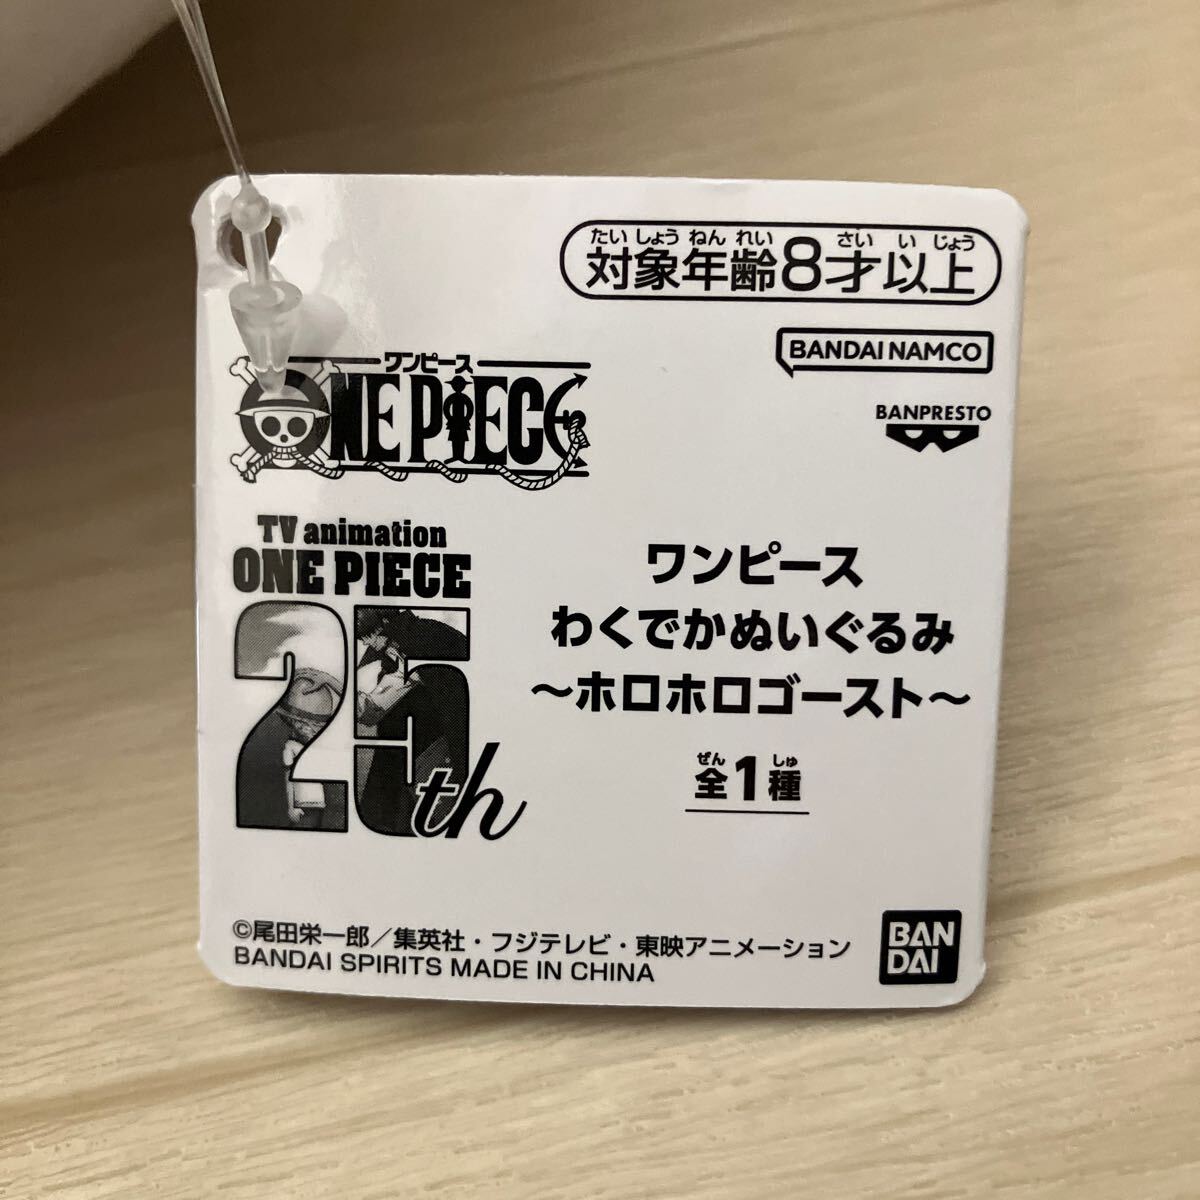 たいしょうねんれい さいいじょう
対象年齢8才以上
BANDAI NAMCO
BANPRESTO
ワンピース
ONE PIECE
TV animation
ONE PIECE
25th
ワンピース
わくでかぬいぐるみ
〜ホロホロゴースト〜
ぜん しゅ
全1種
©尾田栄一郎／集英社・フジテレビ・東映アニメーション
BANDAI SPIRITS MADE IN CHINA
BAN
DAI